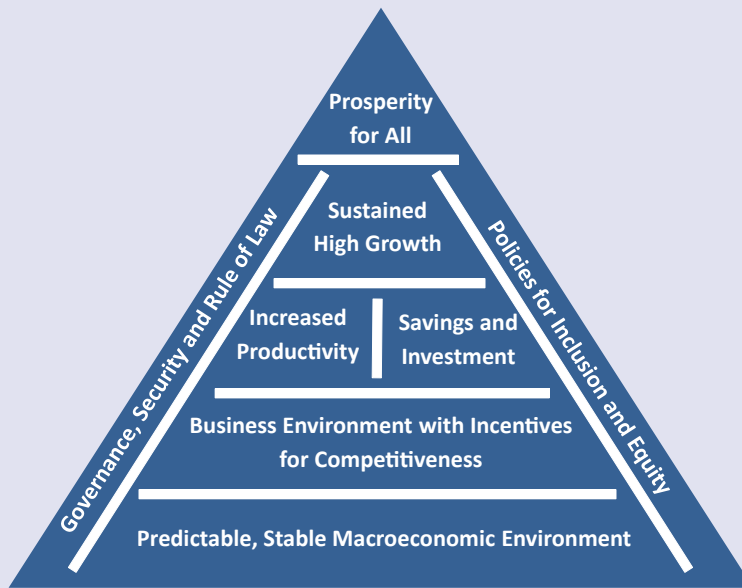 Prosperity
for All
Sustained
High Growth
Increased
Productivity
Savings and
Investment
Business Environment with Incentives
for Competitiveness
Predictable, Stable Macroeconomic Environment
Governance, Security and Rule of Law
Policies for Inclusion and Equity